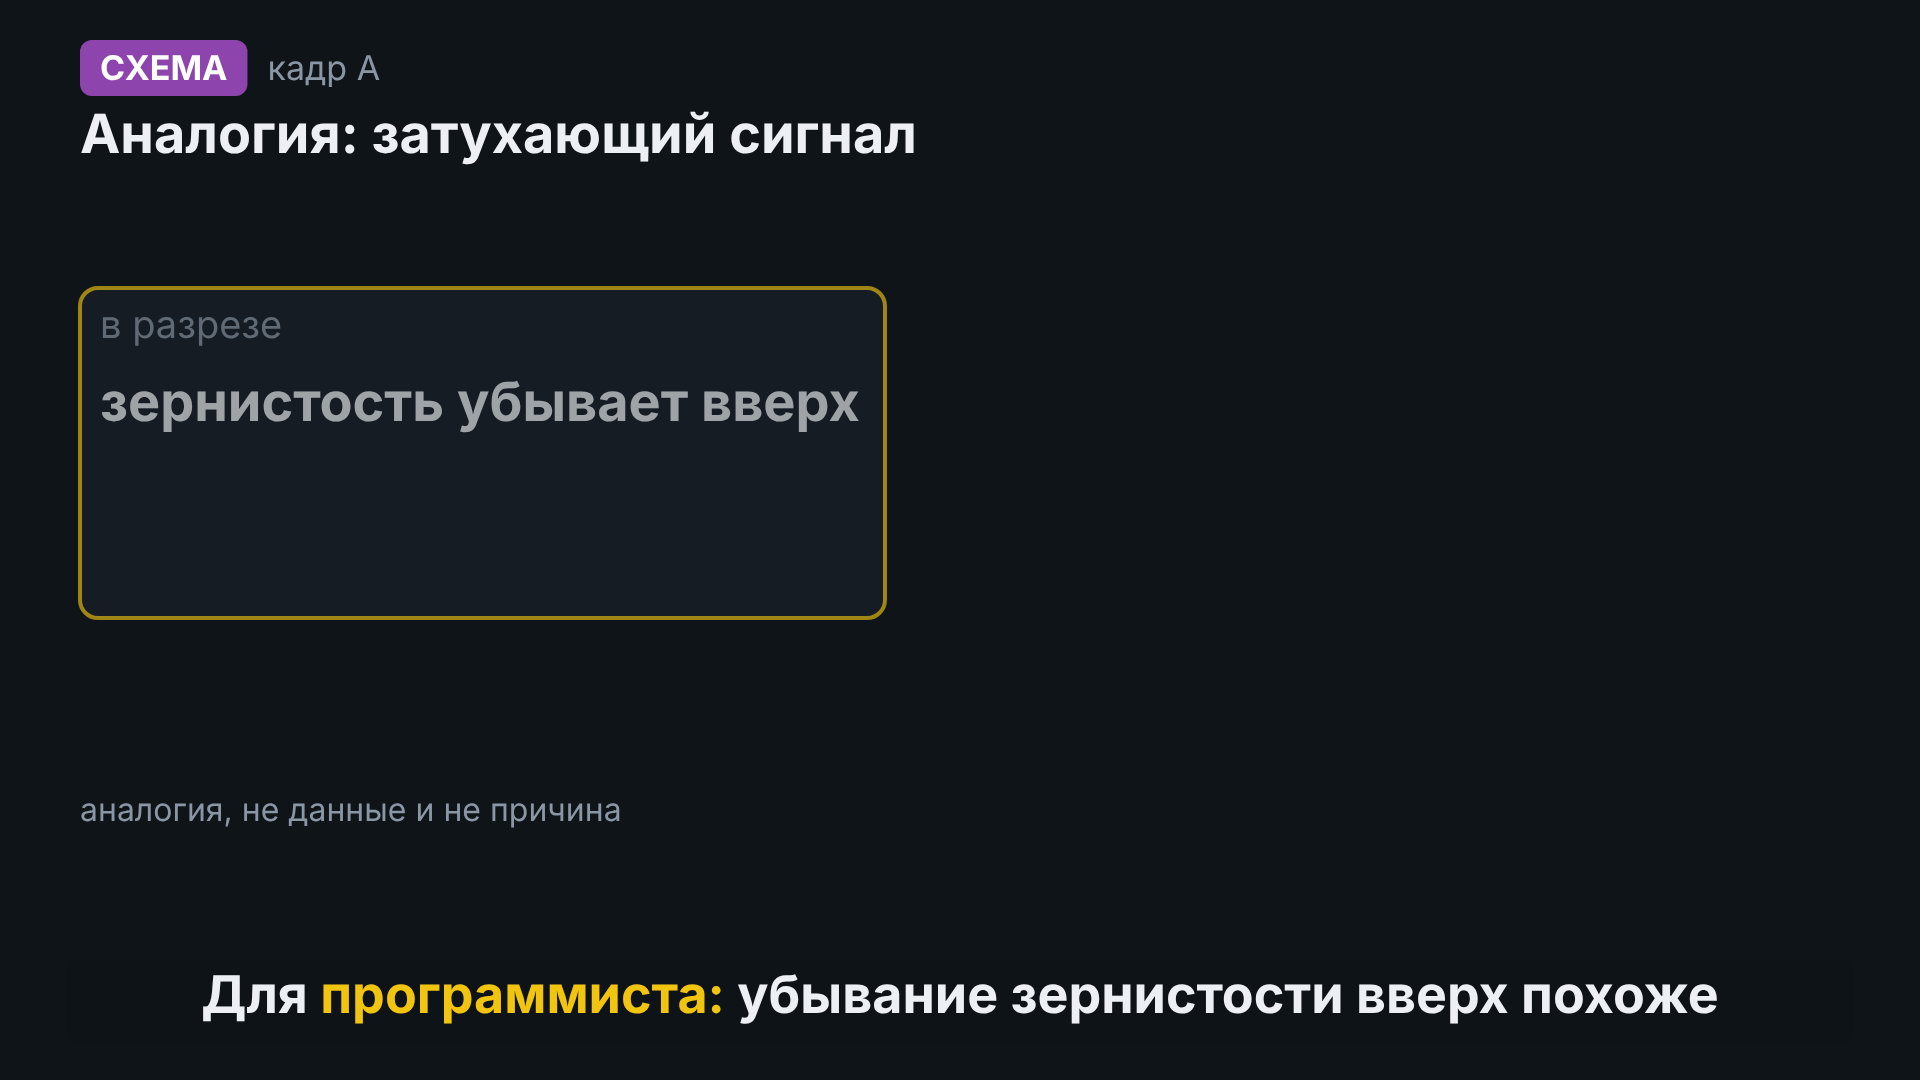 СХЕМА кадр А
Аналогия: затухающий сигнал
в разрезе
зернистость убывает вверх
аналогия, не данные и не причина
Для программиста: убывание зернистости вверх похоже